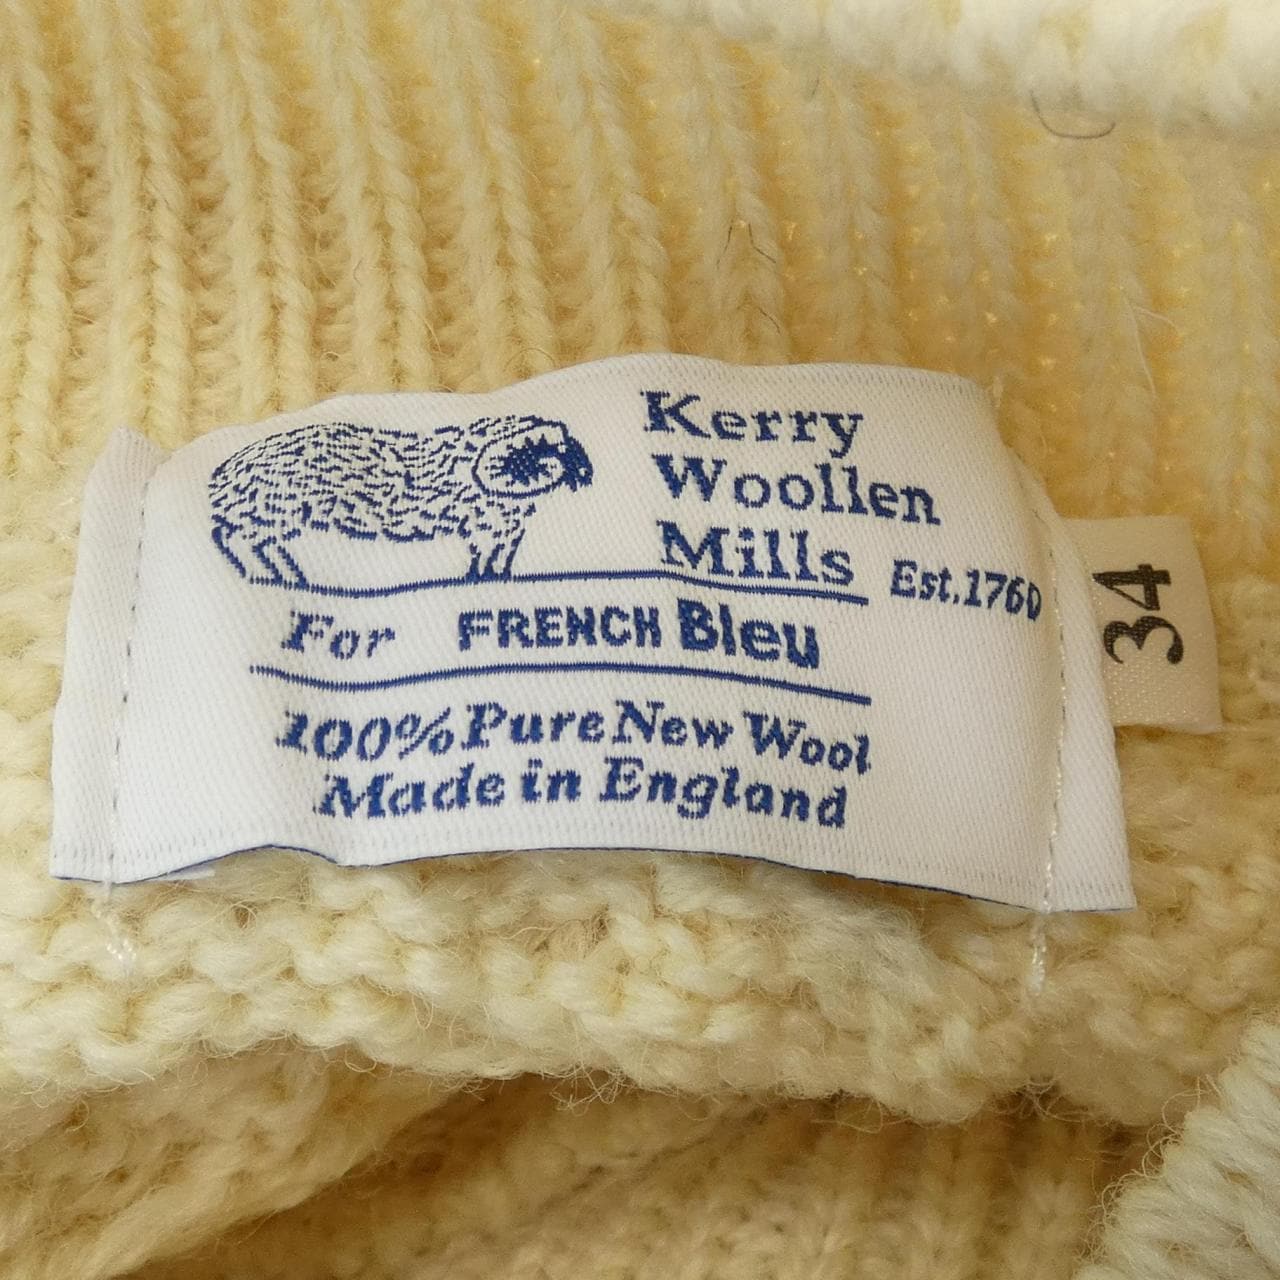 Kerry
Woollen
Mills Est.1760
For FRENCH Bleu
100% Pure New Wool
Made in England
34